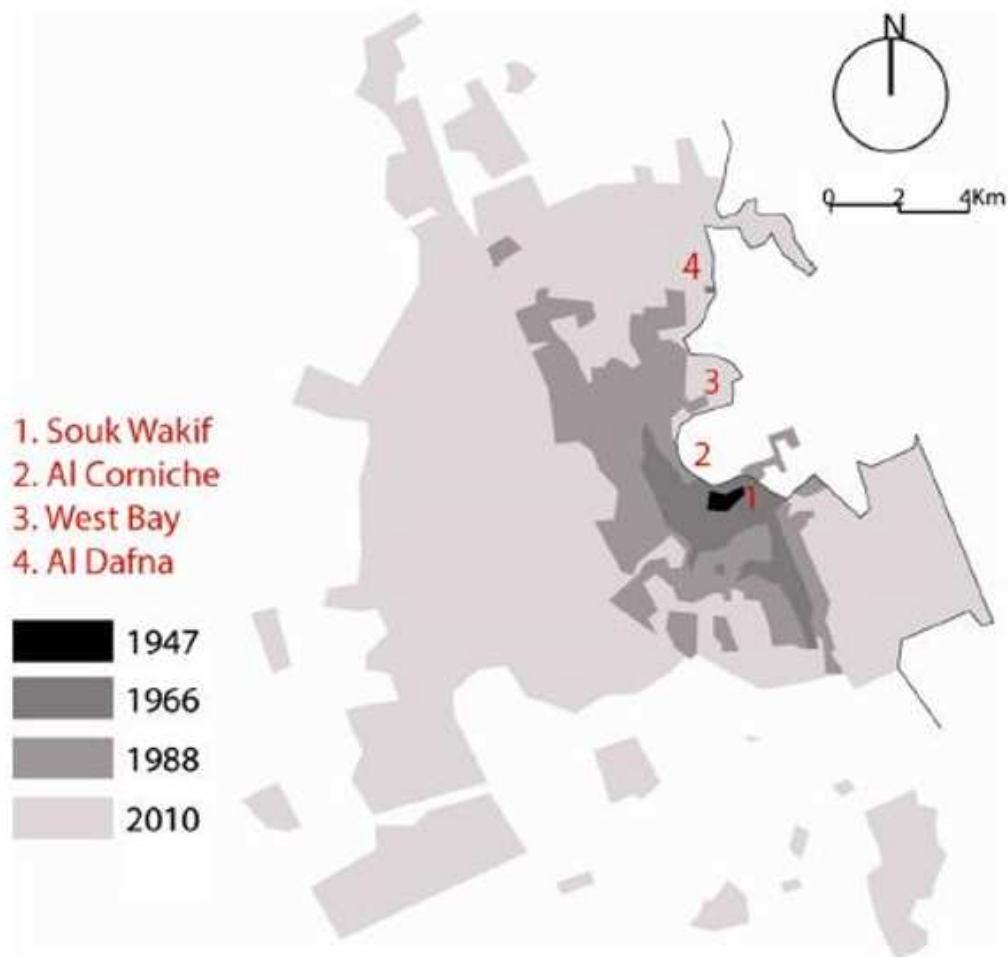 N
0 2 4Km
4
3
2
1
1. Souk Wakif
2. Al Corniche
3. West Bay
4. Al Dafna
1947
1966
1988
2010